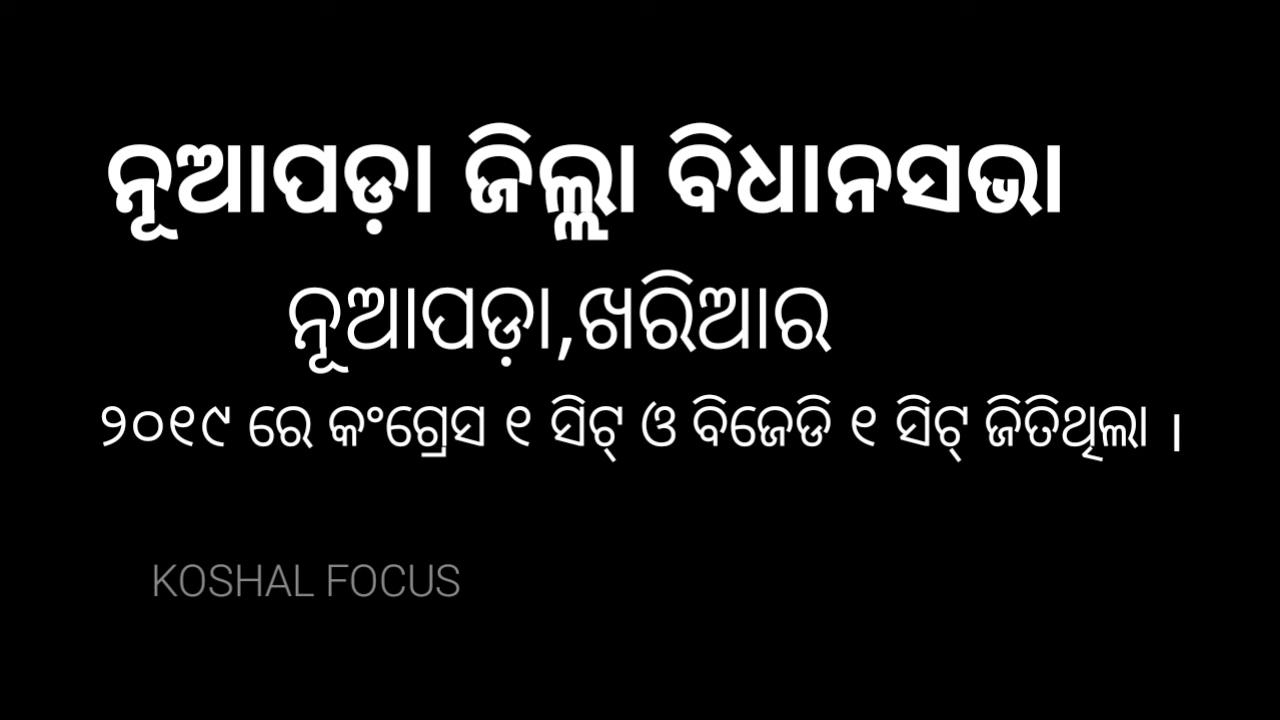 ନୂଆପଡ଼ା ଜିଲ୍ଲା ବିଧାନସଭା
ନୂଆପଡ଼ା,ଖରିଆର
୨୦୧୯ ରେ କଂଗ୍ରେସ ୧ ସିଟ୍ ଓ ବିଜେଡି ୧ ସିଟ୍ ଜିତିଥିଲା ।
KOSHAL FOCUS